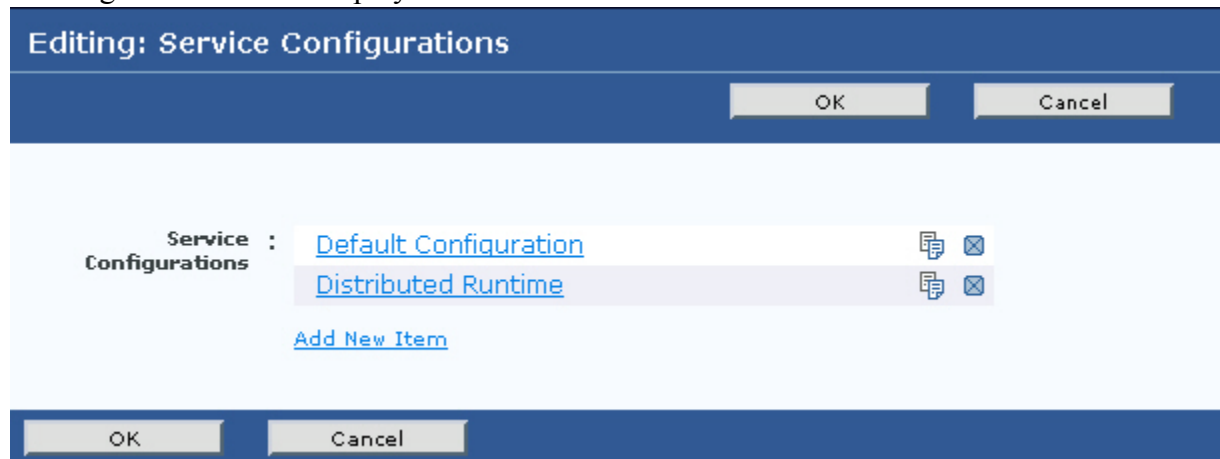 Editing: Service Configurations
OK Cancel
Service Configurations : Default Configuration
Distributed Runtime
Add New Item
OK Cancel